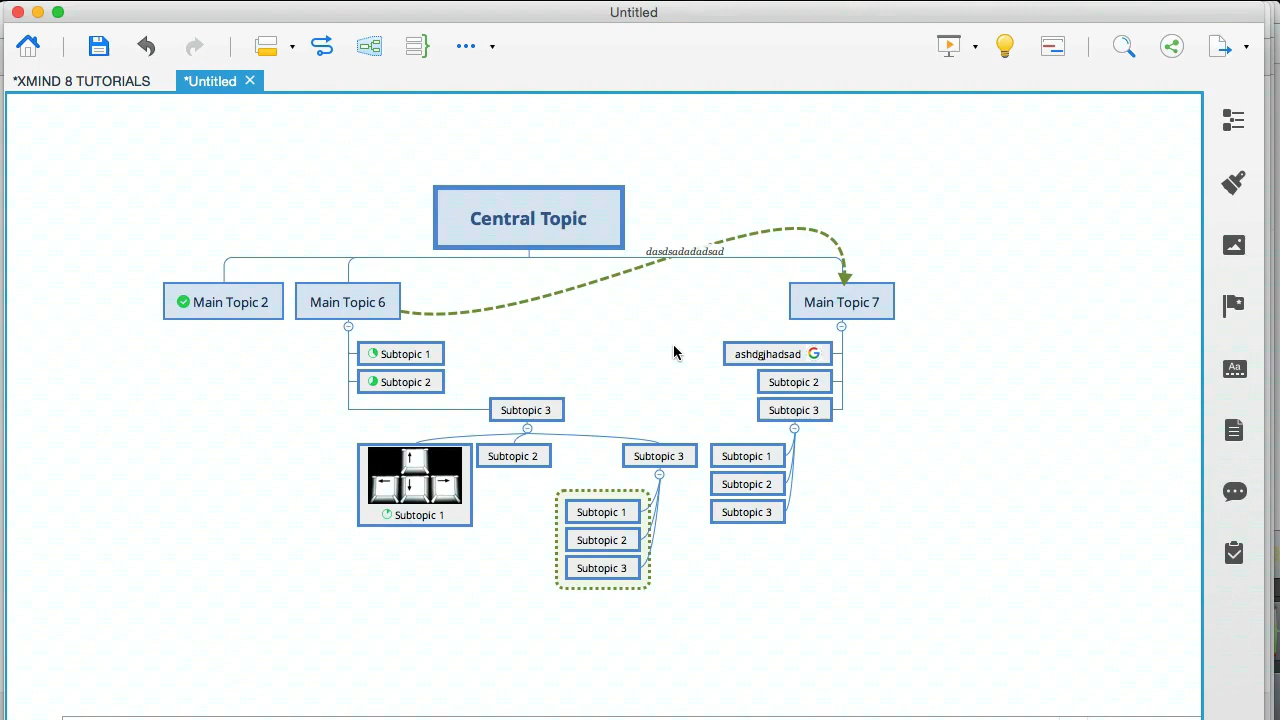 Untitled
*XMIND 8 TUTORIALS
*Untitled
Central Topic
dasdsadadadsad
Main Topic 2
Main Topic 6
Main Topic 7
Subtopic 1
ashdgjhadsad
Subtopic 2
Subtopic 2
Subtopic 3
Subtopic 3
Subtopic 2
Subtopic 3
Subtopic 1
Subtopic 2
Subtopic 1
Subtopic 3
Subtopic 1
Subtopic 2
Subtopic 3
Aa